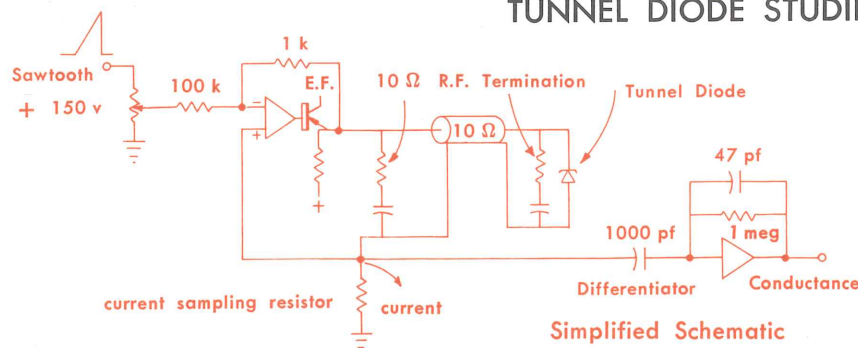 TUNNEL DIODE STUDI
Sawtooth
+ 150 v
100 k
1 k
E.F.
10 Ω R.F. Termination
Tunnel Diode
−
+
10 Ω
+
47 pf
1 meg
1000 pf
Differentiator
Conductance
current sampling resistor
current
Simplified Schematic